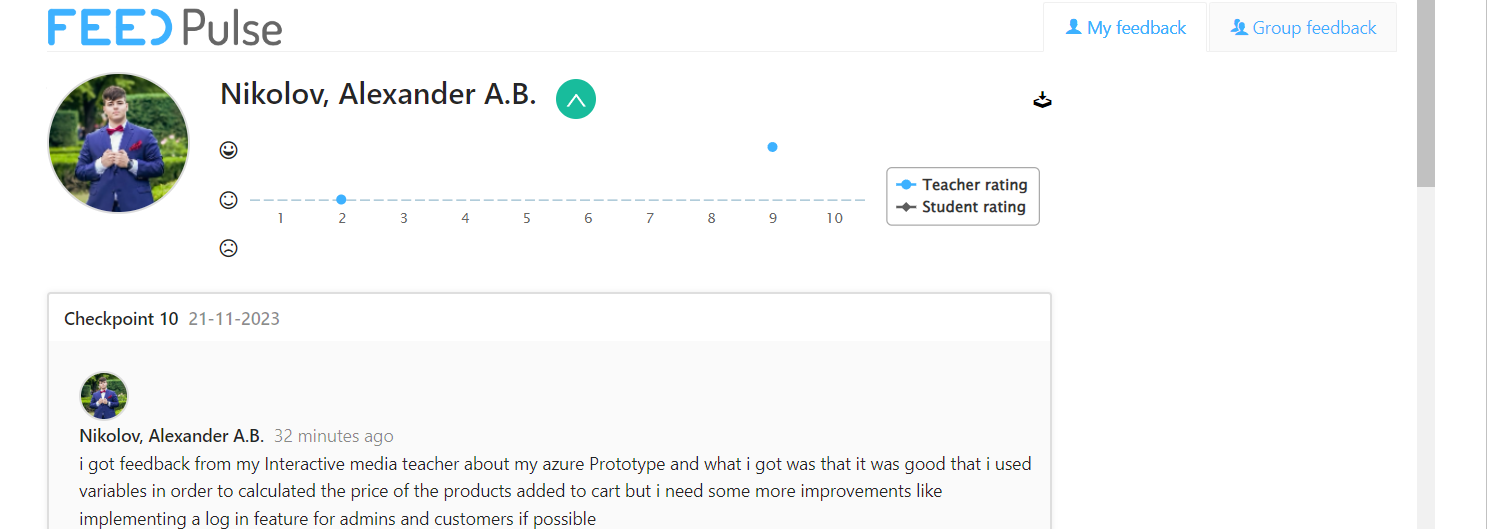 FEED Pulse
My feedback
Group feedback
Nikolov, Alexander A.B.
1 2 3 4 5 6 7 8 9 10
Teacher rating
Student rating
Checkpoint 10 21-11-2023
Nikolov, Alexander A.B. 32 minutes ago
i got feedback from my Interactive media teacher about my azure Prototype and what i got was that it was good that i used
variables in order to calculated the price of the products added to cart but i need some more improvements like
implementing a log in feature for admins and customers if possible